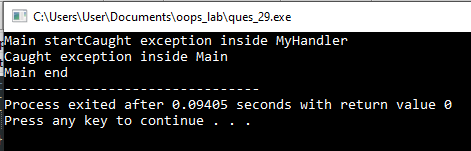 C:\Users\User\Documents\oops_lab\ques_29.exe
Main startCaught exception inside MyHandler
Caught exception inside Main
Main end
--------------------------------
Process exited after 0.09405 seconds with return value 0
Press any key to continue . . .